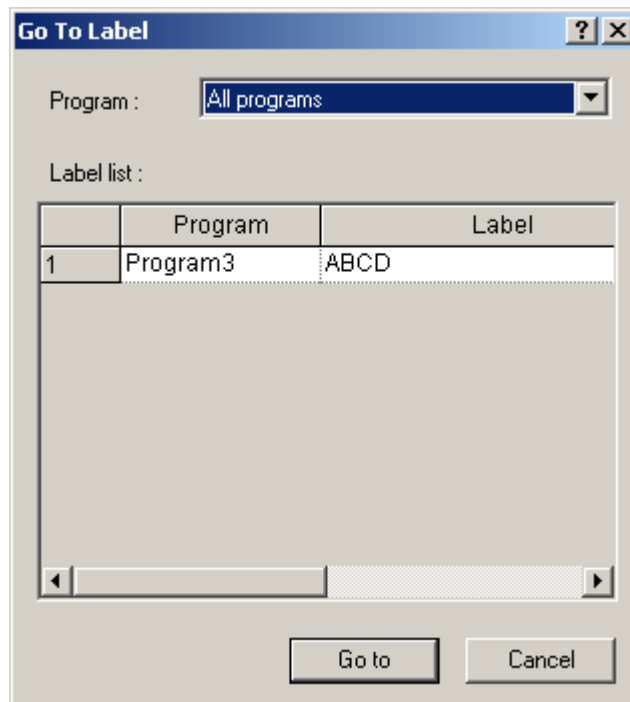 Go To Label
Program : All programs
Label list :
Program Label
1 Program3 ABCD
Go to Cancel